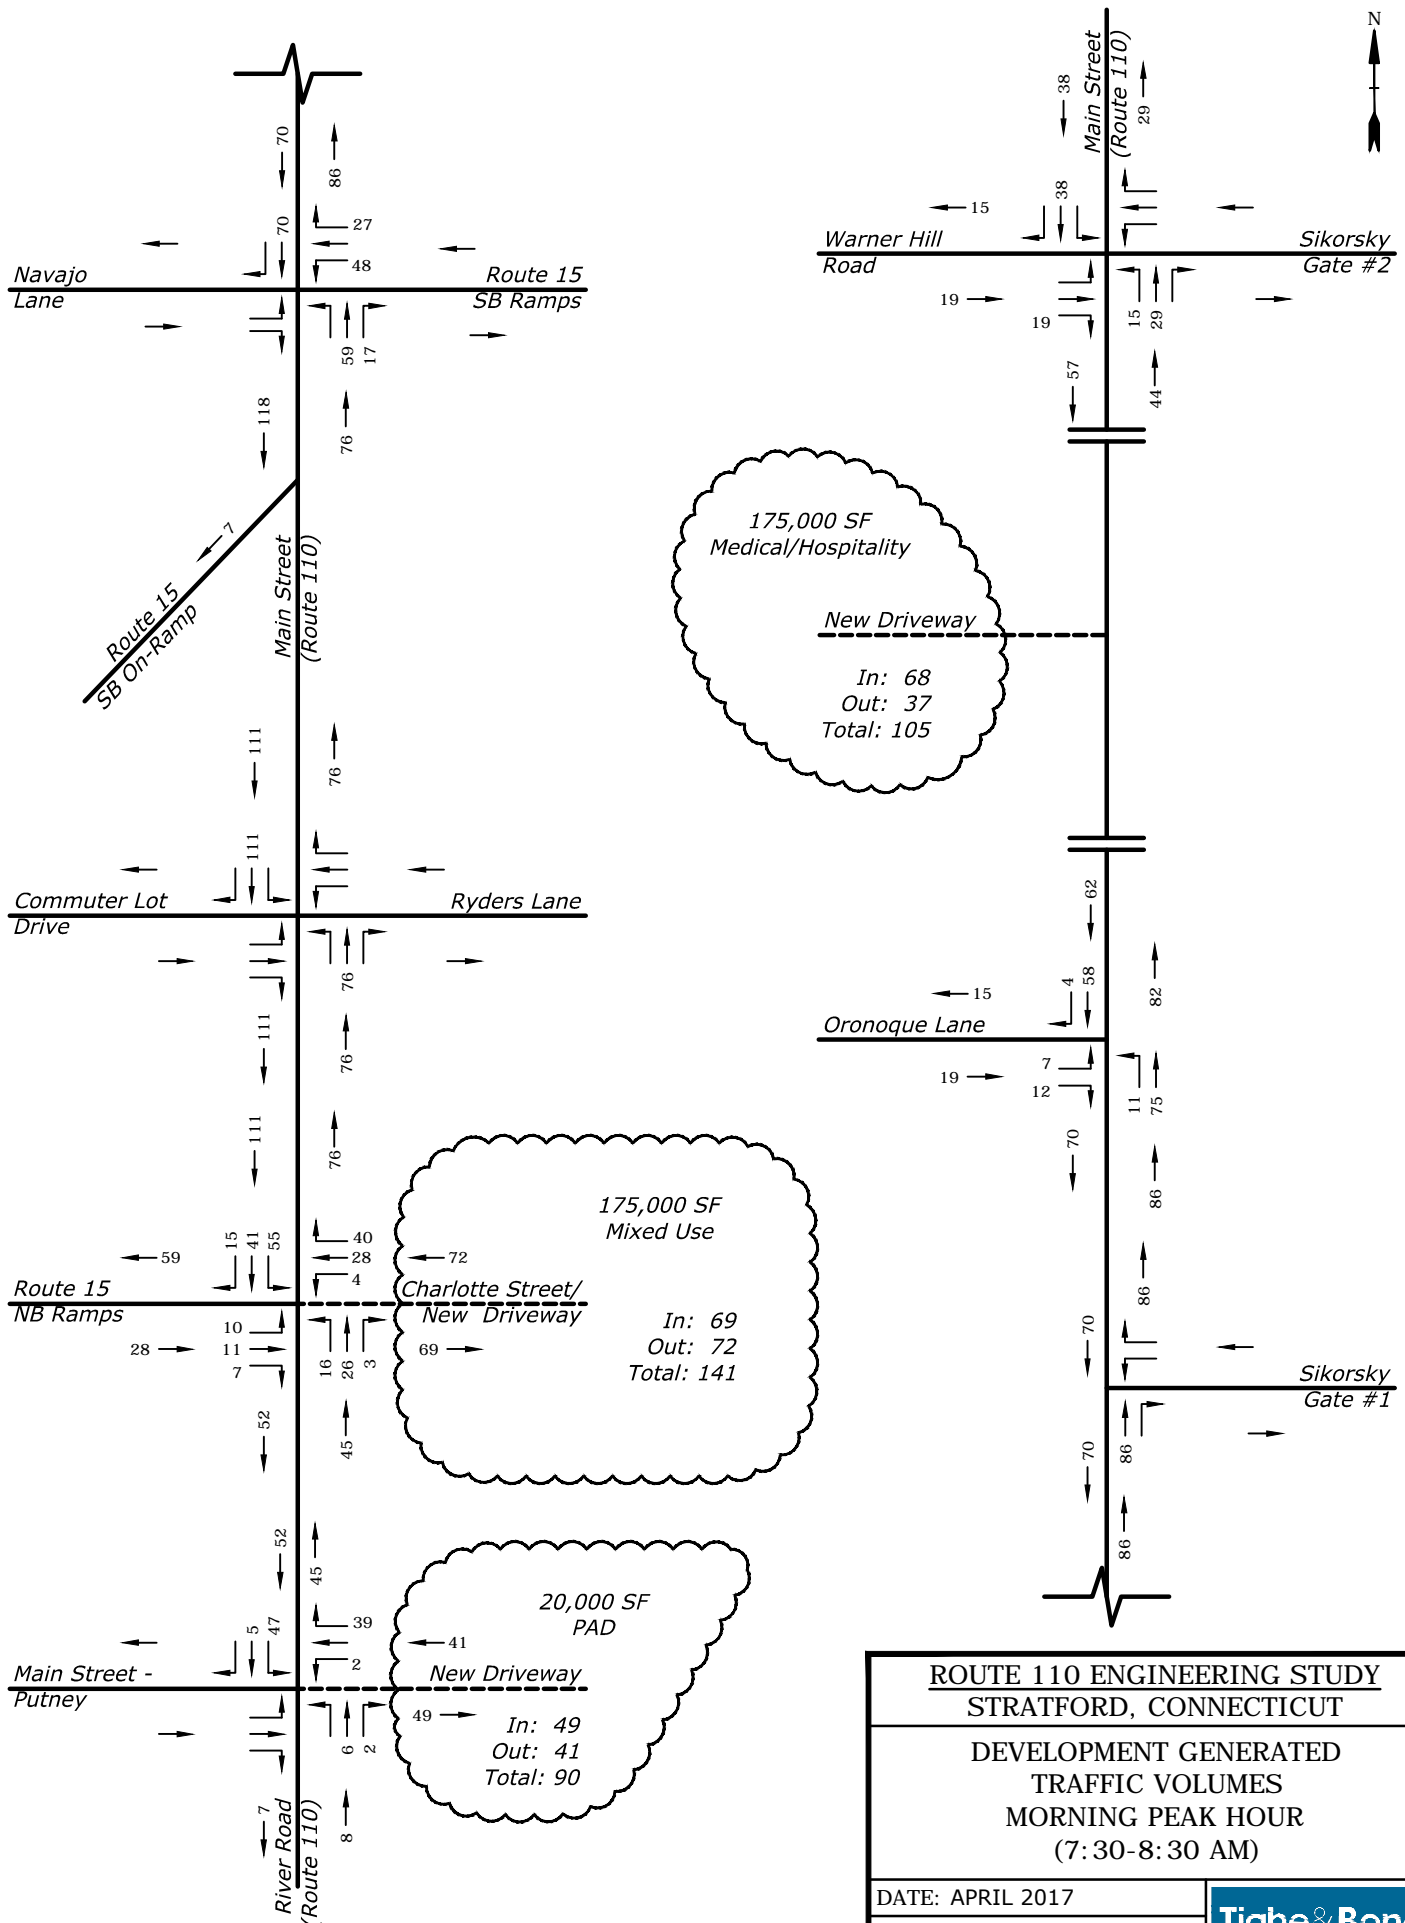 N
Main Street
(Route 110)
38
29
38
15
Warner Hill
Road
Sikorsky
Gate #2
19
19
15
29
57
44
70
86
70
27
48
Navajo
Lane
Route 15
SB Ramps
59
17
118
76
7
Route 15
SB On-Ramp
Main Street
(Route 110)
111
76
111
Commuter Lot
Drive
Ryders Lane
76
111
76
111
76
15
41
55
59
40
28
4
72
Route 15
NB Ramps
Charlotte Street/
New Driveway
10
28
11
7
16
26
3
69
52
45
175,000 SF
Mixed Use
In: 69
Out: 72
Total: 141
52
45
5
47
39
2
41
Main Street -
Putney
New Driveway
6
2
49
7
8
River Road
(Route 110)
20,000 SF
PAD
In: 49
Out: 41
Total: 90
175,000 SF
Medical/Hospitality
New Driveway
In: 68
Out: 37
Total: 105
62
4
58
82
15
Oronoque Lane
19
7
12
11
75
70
86
86
70
Sikorsky
Gate #1
70
86
86
ROUTE 110 ENGINEERING STUDY
STRATFORD, CONNECTICUT
DEVELOPMENT GENERATED
TRAFFIC VOLUMES
MORNING PEAK HOUR
(7:30-8:30 AM)
DATE: APRIL 2017